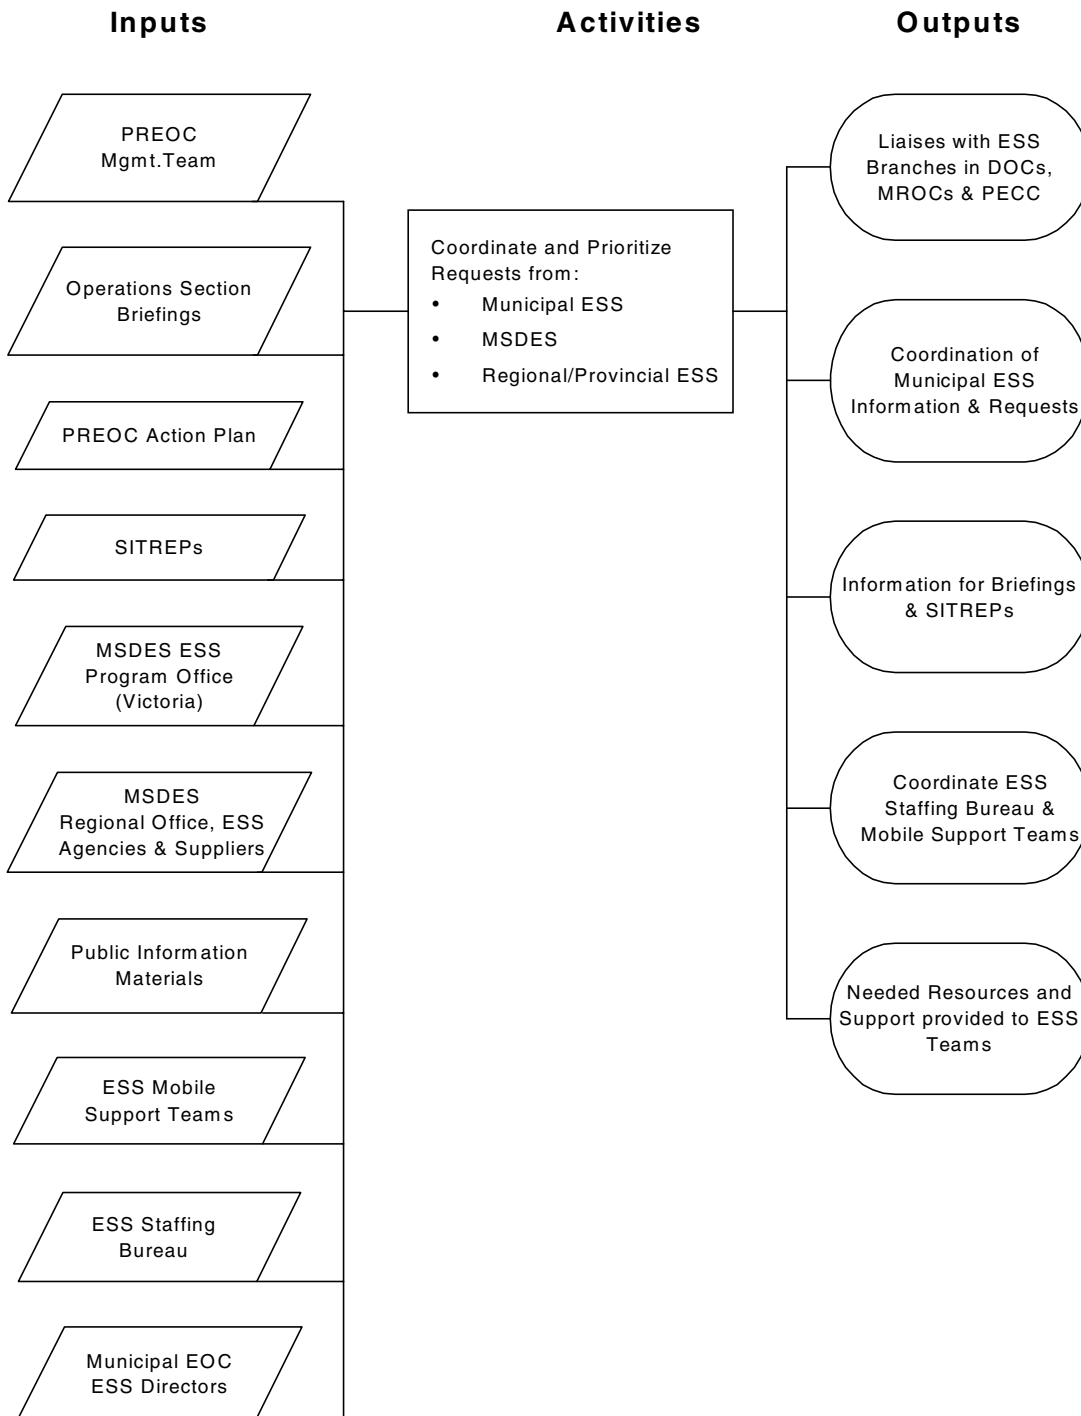 Inputs
Activities
Outputs
PREOC
Mgmt.Team
Operations Section
Briefings
PREOC Action Plan
SITREPs
MSDES ESS
Program Office
(Victoria)
MSDES
Regional Office, ESS
Agencies & Suppliers
Public Information
Materials
ESS Mobile
Support Teams
ESS Staffing
Bureau
Municipal EOC
ESS Directors
Coordinate and Prioritize
Requests from:
• Municipal ESS
• MSDES
• Regional/Provincial ESS
Liaises with ESS
Branches in DOCs,
MROCs & PECC
Coordination of
Municipal ESS
Information & Requests
Information for Briefings
& SITREPs
Coordinate ESS
Staffing Bureau &
Mobile Support Teams
Needed Resources and
Support provided to ESS
Teams